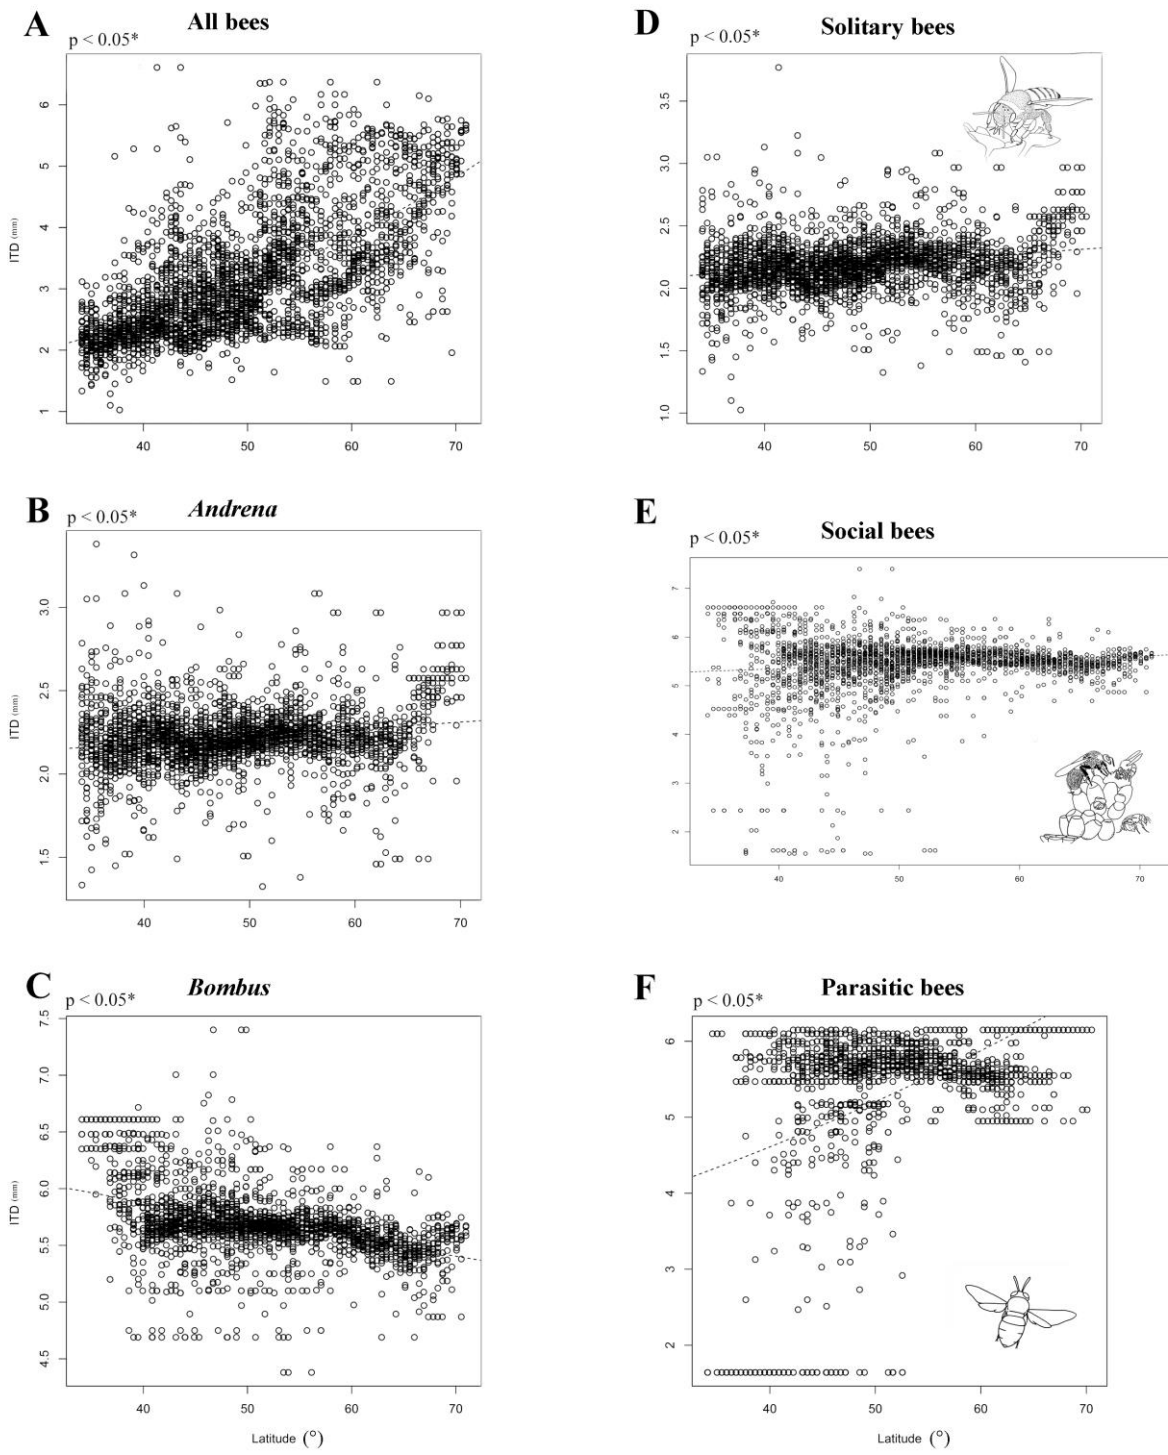 A
All bees
p < 0.05*
6
5
4
3
2
1
ITD (mm)
40 50 60 70
B
Andrena
p < 0.05*
3.0
2.5
2.0
1.5
ITD (mm)
40 50 60 70
C
Bombus
p < 0.05*
7.5
7.0
6.5
6.0
5.5
5.0
4.5
ITD (mm)
40 50 60 70
Latitude (°)
D
Solitary bees
p < 0.05*
3.5
3.0
2.5
2.0
1.5
1.0
40 50 60 70
E
Social bees
p < 0.05*
7
6
5
4
3
2
40 50 60 70
F
Parasitic bees
p < 0.05*
6
5
4
3
2
40 50 60 70
Latitude (°)